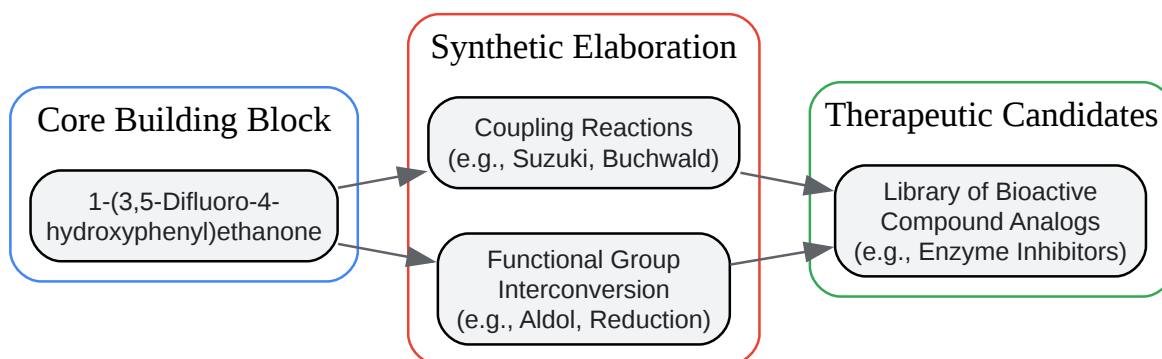 Core Building Block
1-(3,5-Difluoro-4-
hydroxyphenyl)ethanone
Synthetic Elaboration
Coupling Reactions
(e.g., Suzuki, Buchwald)
Functional Group
Interconversion
(e.g., Aldol, Reduction)
Therapeutic Candidates
Library of Bioactive
Compound Analogs
(e.g., Enzyme Inhibitors)